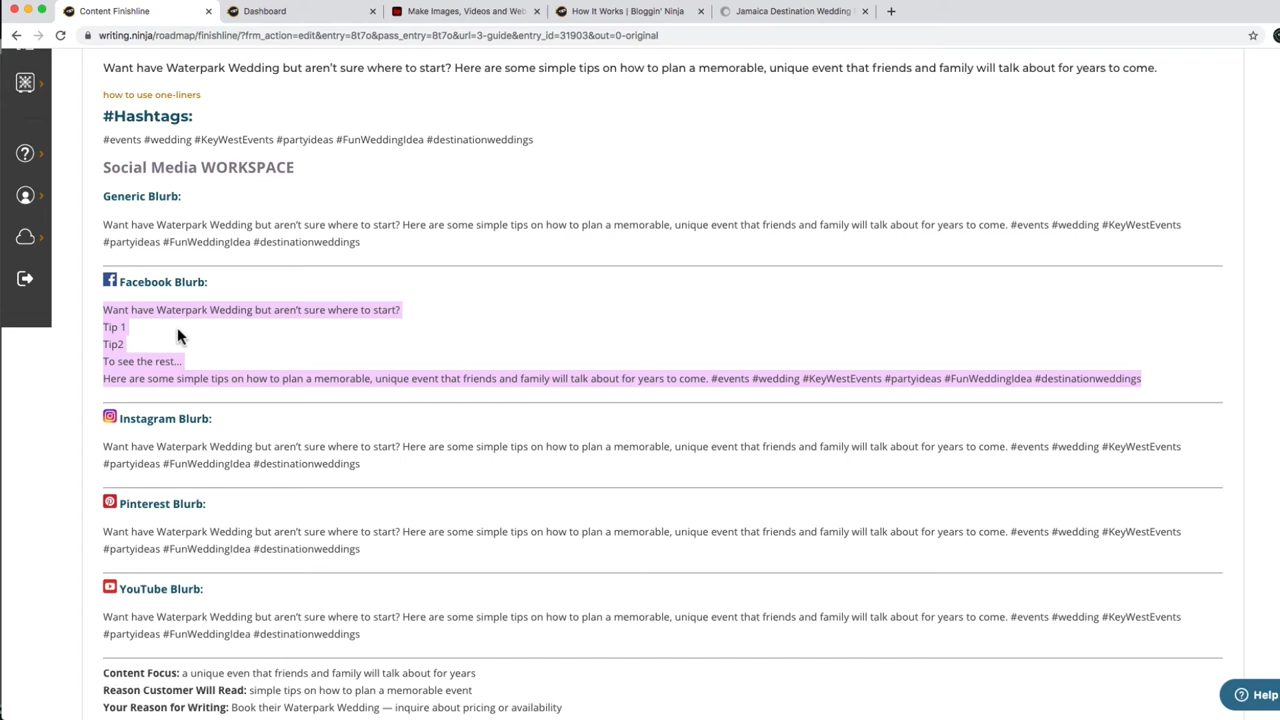 Content Finishline
Dashboard
Make Images, Videos and Web
How It Works | Bloggin' Ninja
Jamaica Destination Wedding
writing.ninja/roadmap/finishline/?frm_action=edit&entry=8t7o&pass_entry=8t7o&url=3-guide&entry_id=31903&out=0-original
Want have Waterpark Wedding but aren't sure where to start? Here are some simple tips on how to plan a memorable, unique event that friends and family will talk about for years to come.
how to use one-liners
#Hashtags:
#events #wedding #KeyWestEvents #partyideas #FunWeddingIdea #destinationweddings
Social Media WORKSPACE
Generic Blurb:
Want have Waterpark Wedding but aren't sure where to start? Here are some simple tips on how to plan a memorable, unique event that friends and family will talk about for years to come. #events #wedding #KeyWestEvents
#partyideas #FunWeddingIdea #destinationweddings
Facebook Blurb:
Want have Waterpark Wedding but aren't sure where to start?
Tip 1
Tip2
To see the rest...
Here are some simple tips on how to plan a memorable, unique event that friends and family will talk about for years to come. #events #wedding #KeyWestEvents #partyideas #FunWeddingIdea #destinationweddings
Instagram Blurb:
Want have Waterpark Wedding but aren't sure where to start? Here are some simple tips on how to plan a memorable, unique event that friends and family will talk about for years to come. #events #wedding #KeyWestEvents
#partyideas #FunWeddingIdea #destinationweddings
Pinterest Blurb:
Want have Waterpark Wedding but aren't sure where to start? Here are some simple tips on how to plan a memorable, unique event that friends and family will talk about for years to come. #events #wedding #KeyWestEvents
#partyideas #FunWeddingIdea #destinationweddings
YouTube Blurb:
Want have Waterpark Wedding but aren't sure where to start? Here are some simple tips on how to plan a memorable, unique event that friends and family will talk about for years to come. #events #wedding #KeyWestEvents
#partyideas #FunWeddingIdea #destinationweddings
Content Focus: a unique even that friends and family will talk about for years
Reason Customer Will Read: simple tips on how to plan a memorable event
Your Reason for Writing: Book their Waterpark Wedding — inquire about pricing or availability
Help